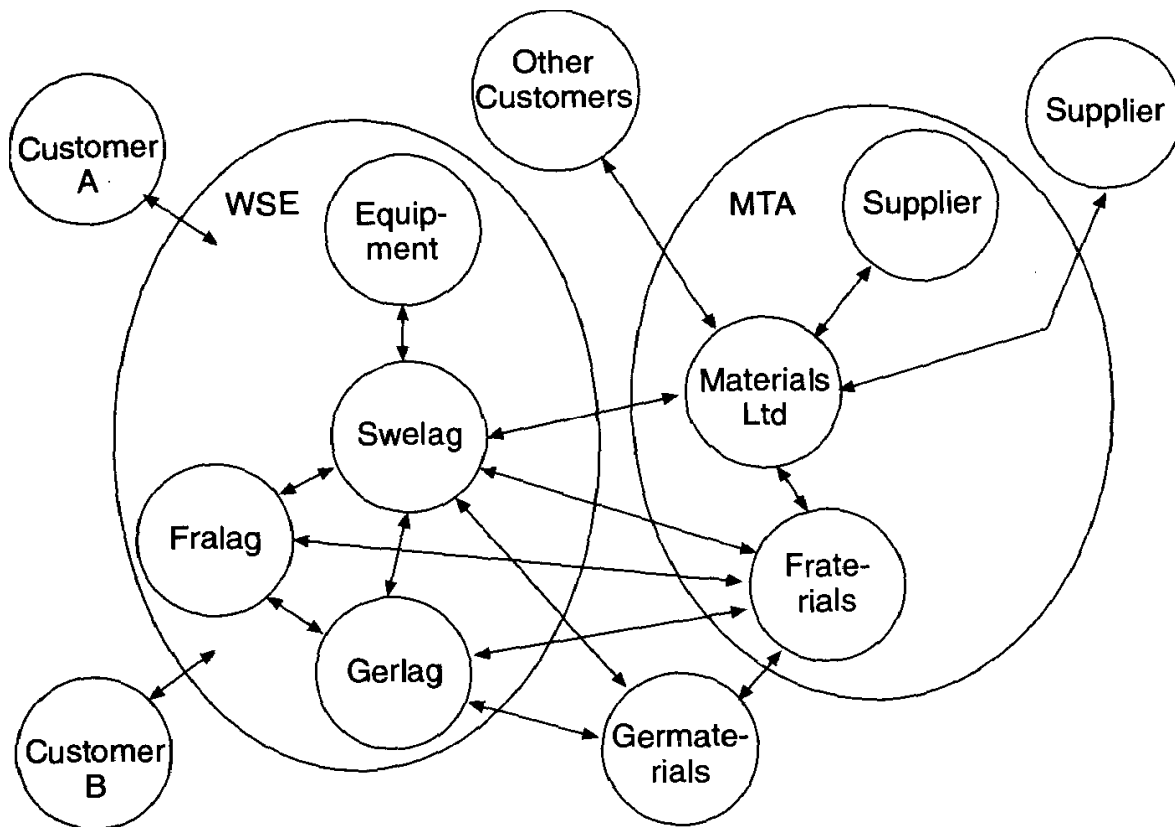 Other
Customers
Supplier
Customer
A
WSE
Equip-
ment
MTA
Supplier
Materials
Ltd
Swelag
Fralag
Frate-
rials
Gerlag
Germate-
rials
Customer
B